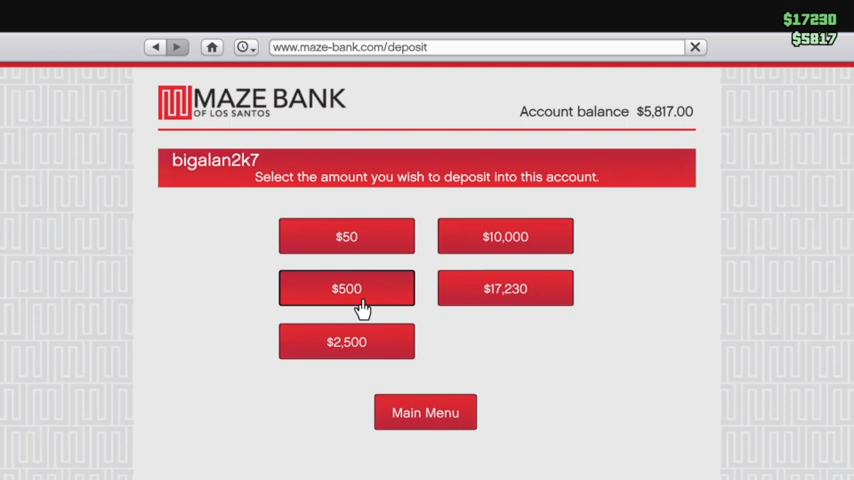 $17230
$5817
www.maze-bank.com/deposit
MAZE BANK
OF LOS SANTOS
Account balance $5,817.00
bigalan2k7
Select the amount you wish to deposit into this account.
$50
$10,000
$500
$17,230
$2,500
Main Menu